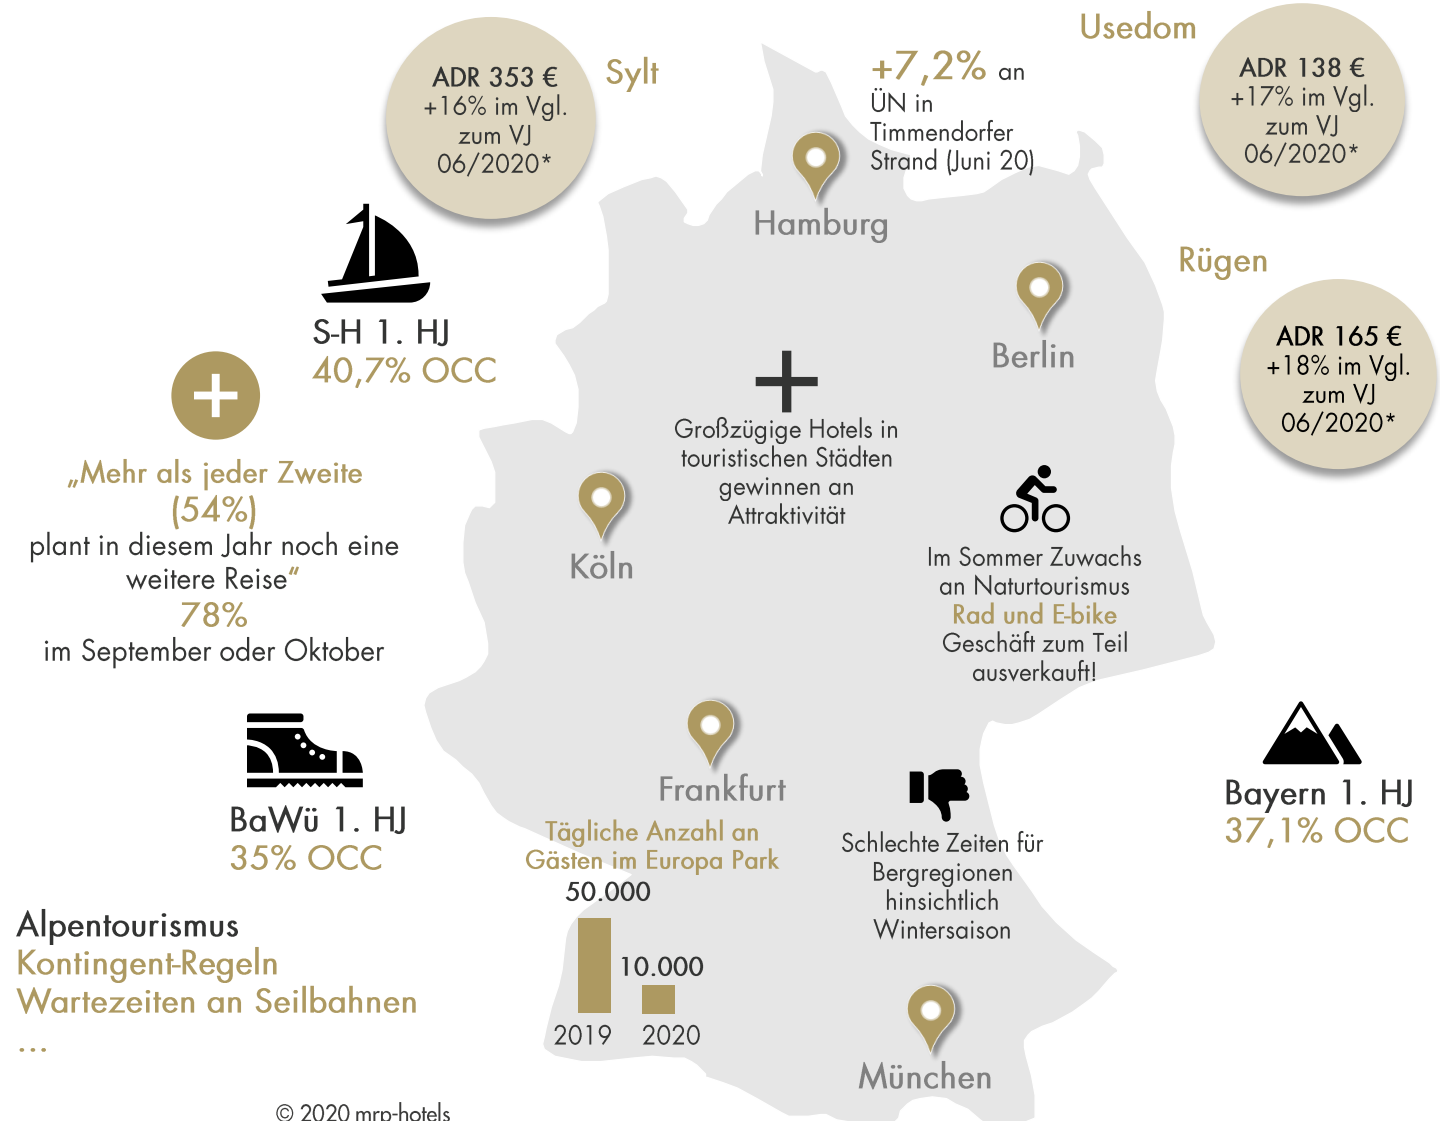 Sylt
ADR 353 €
+16% im Vgl.
zum VJ
06/2020*
+7,2% an
ÜN in
Timmendorfer
Strand (Juni 20)
Usedom
ADR 138 €
+17% im Vgl.
zum VJ
06/2020*
Hamburg
Rügen
ADR 165 €
+18% im Vgl.
zum VJ
06/2020*
Berlin
S-H 1. HJ
40,7% OCC
Großzügige Hotels in
touristischen Städten
gewinnen an
Attraktivität
„Mehr als jeder Zweite
(54%)
plant in diesem Jahr noch eine
weitere Reise“
78%
im September oder Oktober
Köln
Im Sommer Zuwachs
an Naturtourismus
Rad und E-bike
Geschäft zum Teil
ausverkauft!
BaWü 1. HJ
35% OCC
Frankfurt
Tägliche Anzahl an
Gästen im Europa Park
50.000
10.000
2019 2020
Schlechte Zeiten für
Bergregionen
hinsichtlich
Wintersaison
Bayern 1. HJ
37,1% OCC
Alpentourismus
Kontingent-Regeln
Wartezeiten an Seilbahnen
...
München
© 2020 mrp-hotels